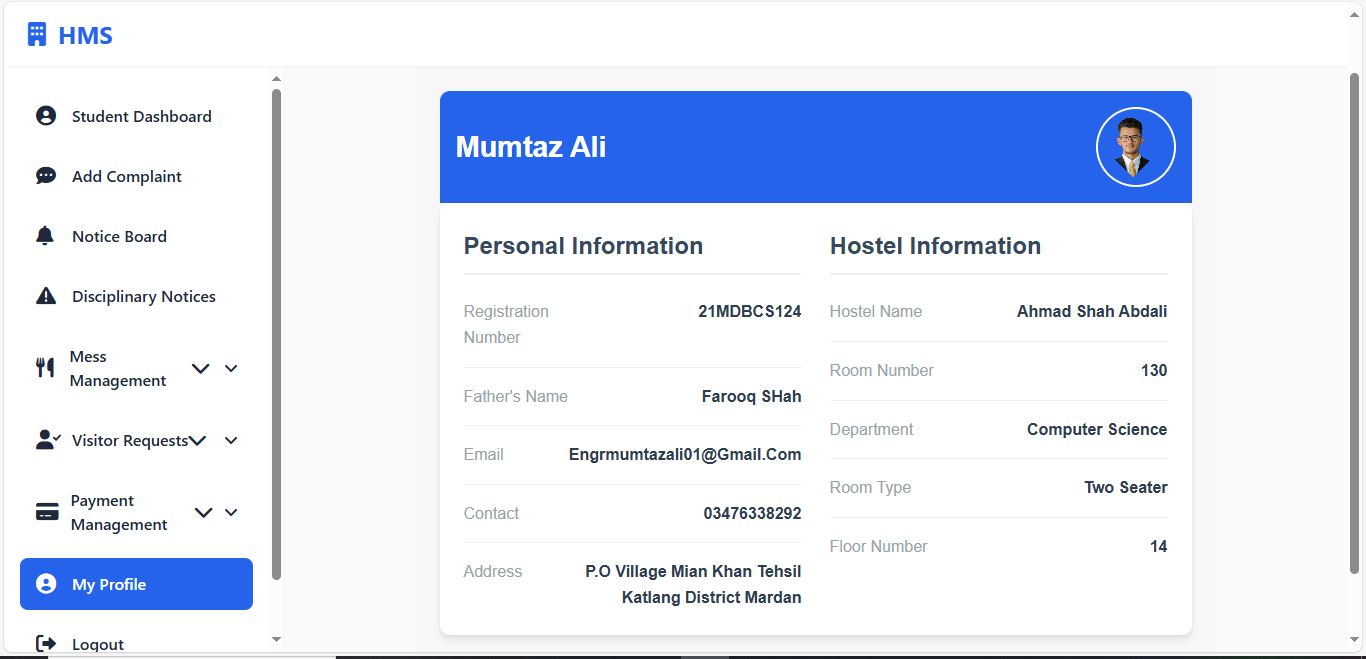 HMS
Student Dashboard
Add Complaint
Notice Board
Disciplinary Notices
Mess
Management
Visitor Requests
Payment
Management
My Profile
Logout
Mumtaz Ali
Personal Information
Registration 21MDBCS124
Number
Father's Name Farooq SHah
Email Engrmumtazali01@Gmail.Com
Contact 03476338292
Address P.O Village Mian Khan Tehsil
Katlang District Mardan
Hostel Information
Hostel Name Ahmad Shah Abdali
Room Number 130
Department Computer Science
Room Type Two Seater
Floor Number 14